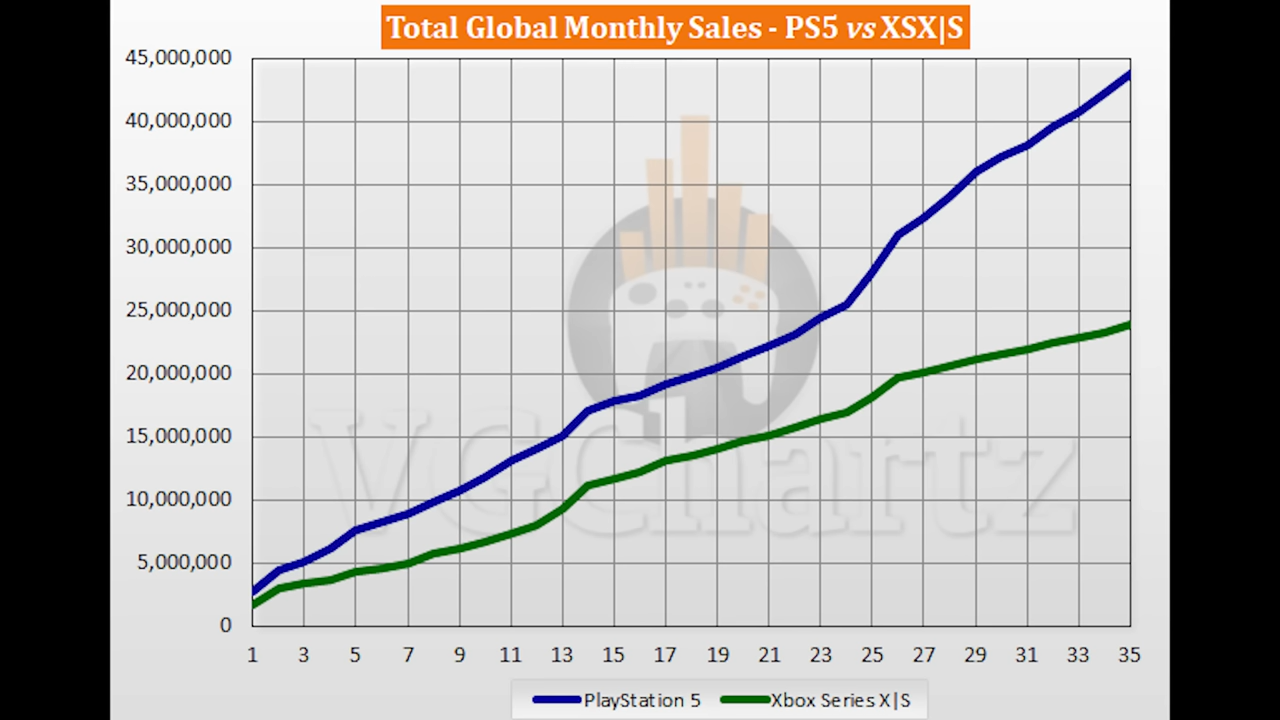 Total Global Monthly Sales - PS5 vs XSX|S
45,000,000
40,000,000
35,000,000
30,000,000
25,000,000
20,000,000
15,000,000
10,000,000
5,000,000
0
VGChartz
1 3 5 7 9 11 13 15 17 19 21 23 25 27 29 31 33 35
PlayStation 5 Xbox Series X|S